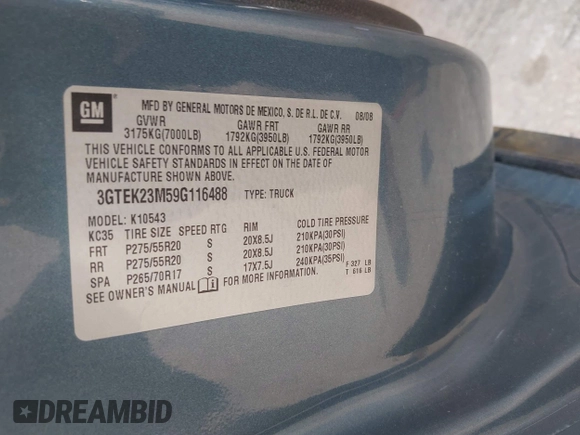 GM
MFD BY GENERAL MOTORS DE MEXICO, S. DE R.L. DE C.V. 08/08
GVWR GAWR FRT GAWR RR
3175KG(7000LB) 1792KG(3950LB) 1792KG(3950LB)
THIS VEHICLE CONFORMS TO ALL APPLICABLE U.S. FEDERAL MOTOR
VEHICLE SAFETY STANDARDS IN EFFECT ON THE DATE OF
MANUFACTURE SHOWN ABOVE.
3GTEK23M59G116488 TYPE: TRUCK
MODEL: K10543
KC35 TIRE SIZE SPEED RTG RIM COLD TIRE PRESSURE
FRT P275/55R20 S 20X8.5J 210KPA(30PSI)
RR P275/55R20 S 20X8.5J 210KPA(30PSI)
SPA P265/70R17 S 17X7.5J 240KPA(35PSI) F 327 LB
SEE OWNER'S MANUAL FOR MORE INFORMATION. T 616 LB
DREAMBID